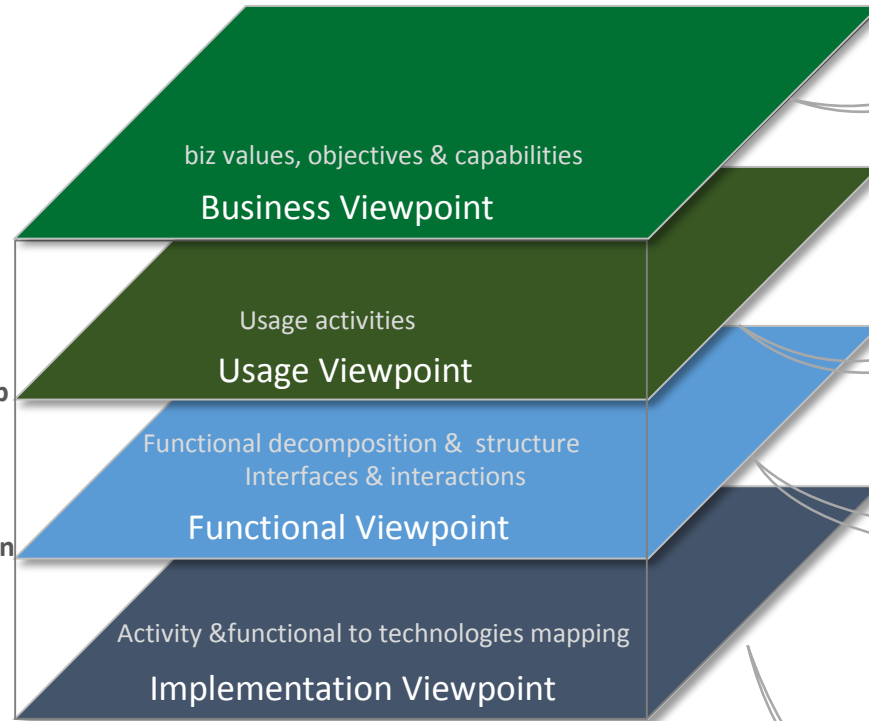 biz values, objectives & capabilities
Business Viewpoint
Usage activities
Usage Viewpoint
Functional decomposition & structure
Interfaces & interactions
Functional Viewpoint
Activity &functional to technologies mapping
Implementation Viewpoint